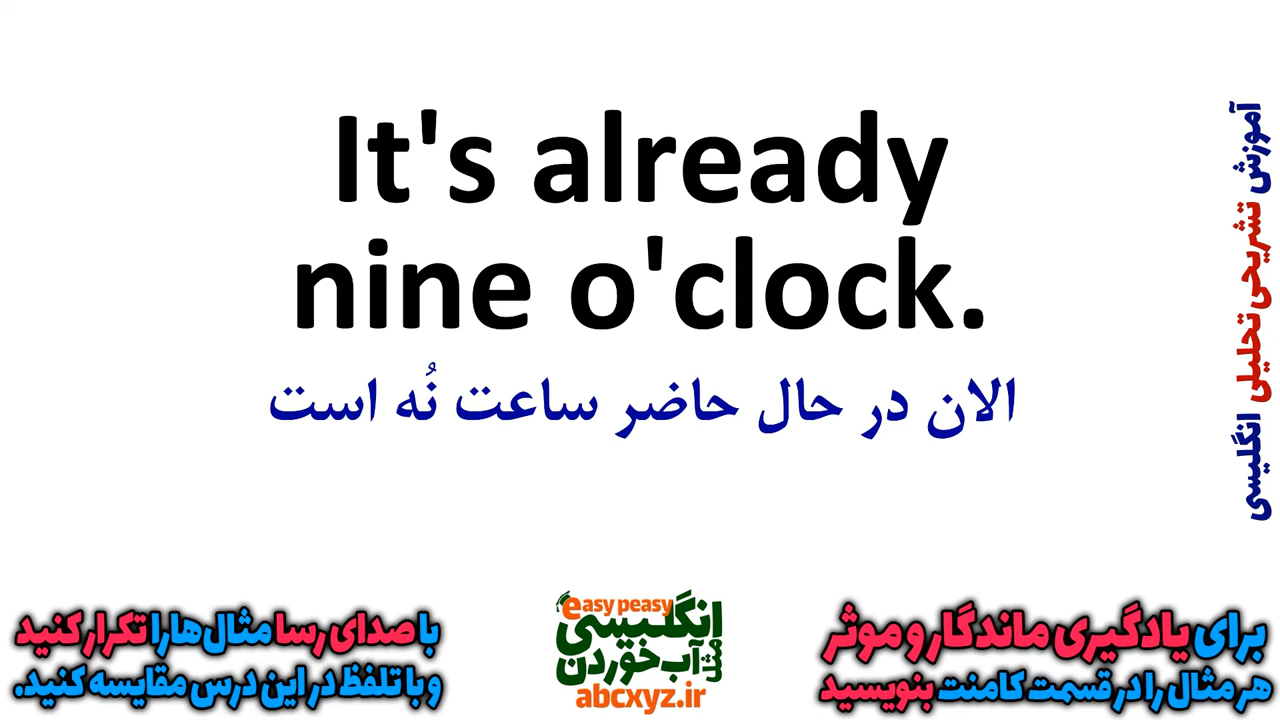 It's already
nine o'clock.
الان در حال حاضر ساعت نُه است
آموزش تشریحی تحلیلی انگلیسی
برای یادگیری ماندگار و موثر
هر مثال را در قسمت کامنت بنویسید
easy peasy
انگلیسی
مثل آب خوردن
abcxyz.ir
با صدای رسا مثال‌ها را تکرار کنید
و با تلفظ در این درس مقایسه کنید.